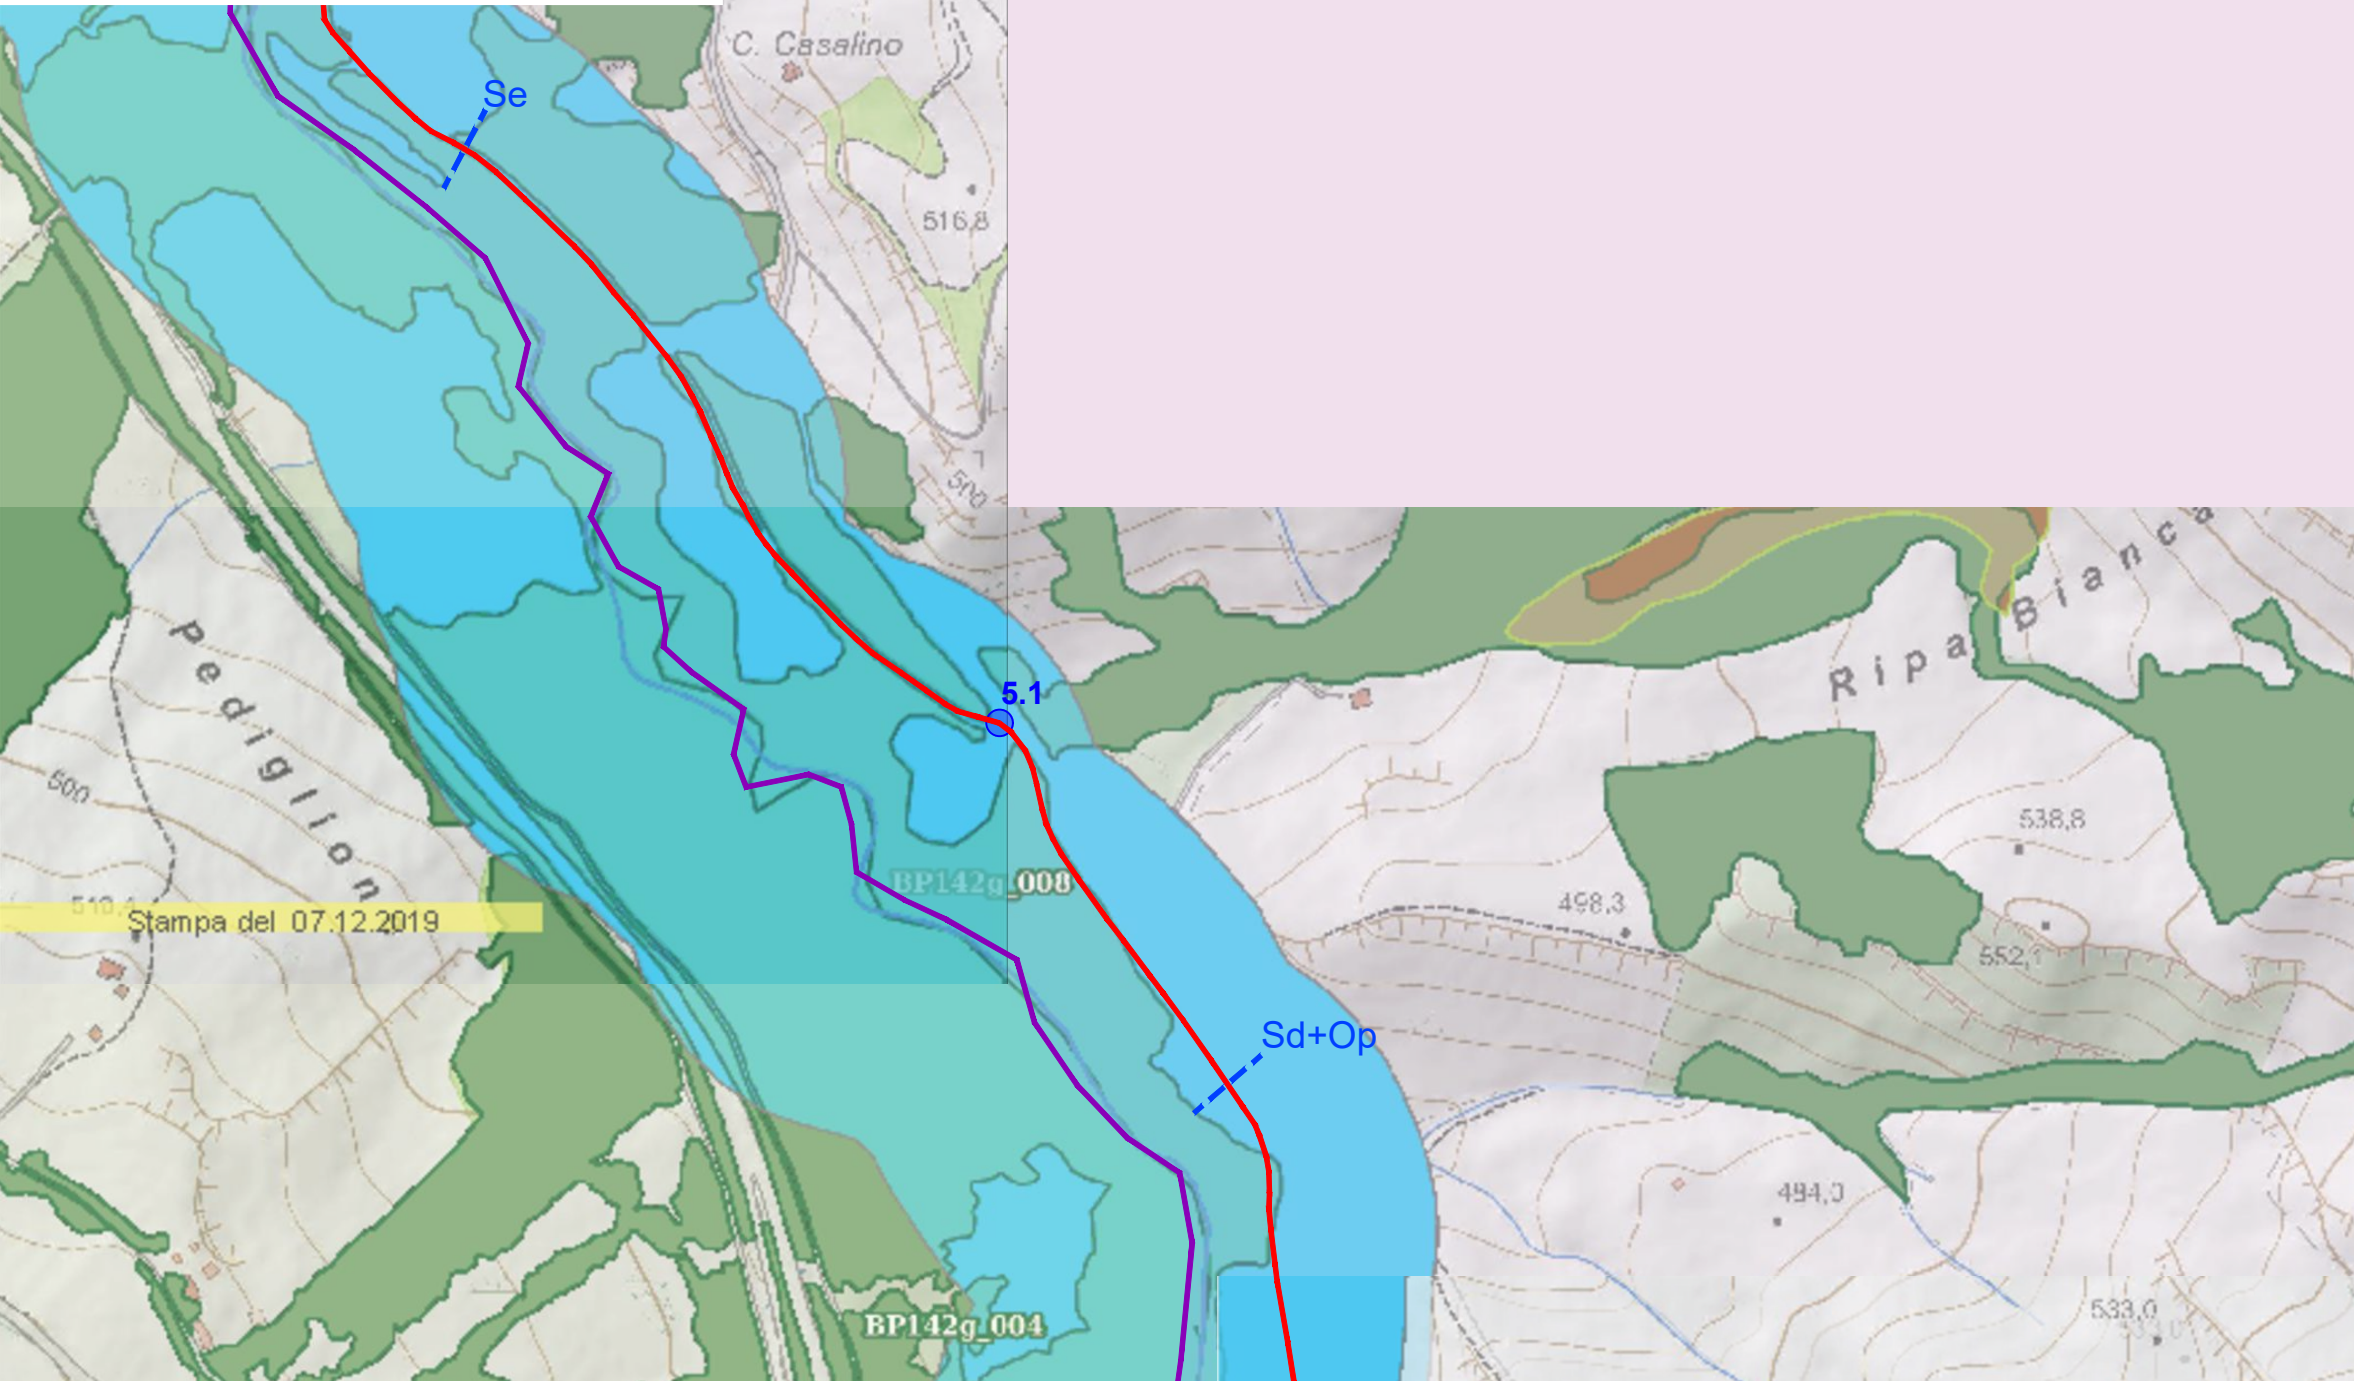 C. Casalino
Se
516,8
500
Ripa Bianca
Pediglion
5.1
500
538,8
BP142g_008
498,3
Stampa del 07.12.2019
552,1
Sd+Op
494,0
533,0
BP142g_004